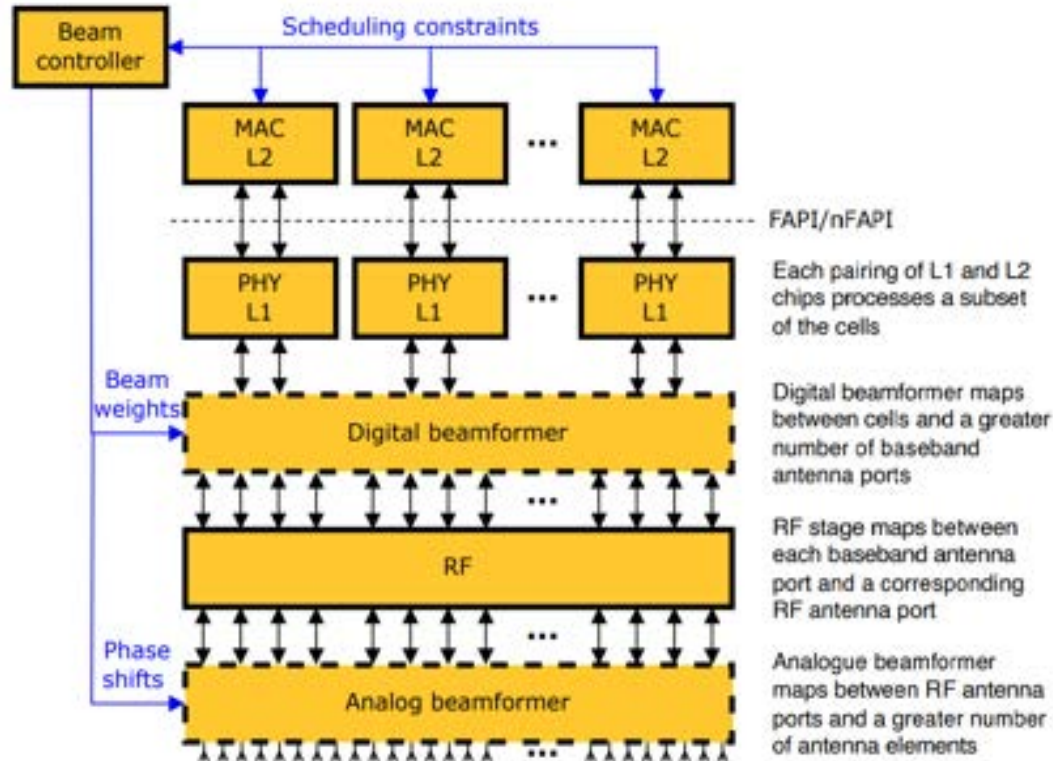 Beam
controller
Scheduling constraints
MAC
L2
MAC
L2
...
MAC
L2
FAPI/nFAPI
PHY
L1
PHY
L1
...
PHY
L1
Each pairing of L1 and L2
chips processes a subset
of the cells
Beam
weights
Digital beamformer
Digital beamformer maps
between cells and a greater
number of baseband
antenna ports
...
RF
RF stage maps between
each baseband antenna
port and a corresponding
RF antenna port
...
Phase
shifts
Analog beamformer
Analogue beamformer
maps between RF antenna
ports and a greater number
of antenna elements
...